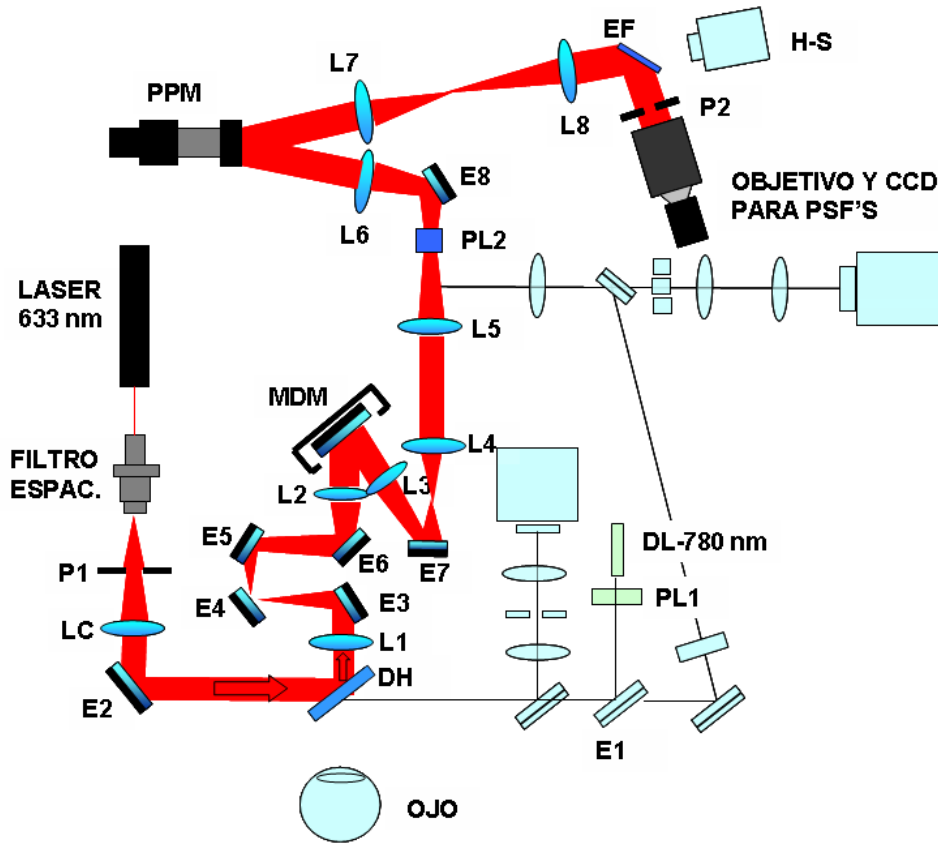 EF
H-S
L7
PPM
P2
L8
E8
OBJETIVO Y CCD
PARA PSF'S
L6
PL2
LASER
633 nm
L5
MDM
L4
FILTRO
ESPAC.
L3
L2
E5
DL-780 nm
E6
E7
P1
E4
E3
PL1
LC
L1
DH
E2
E1
OJO